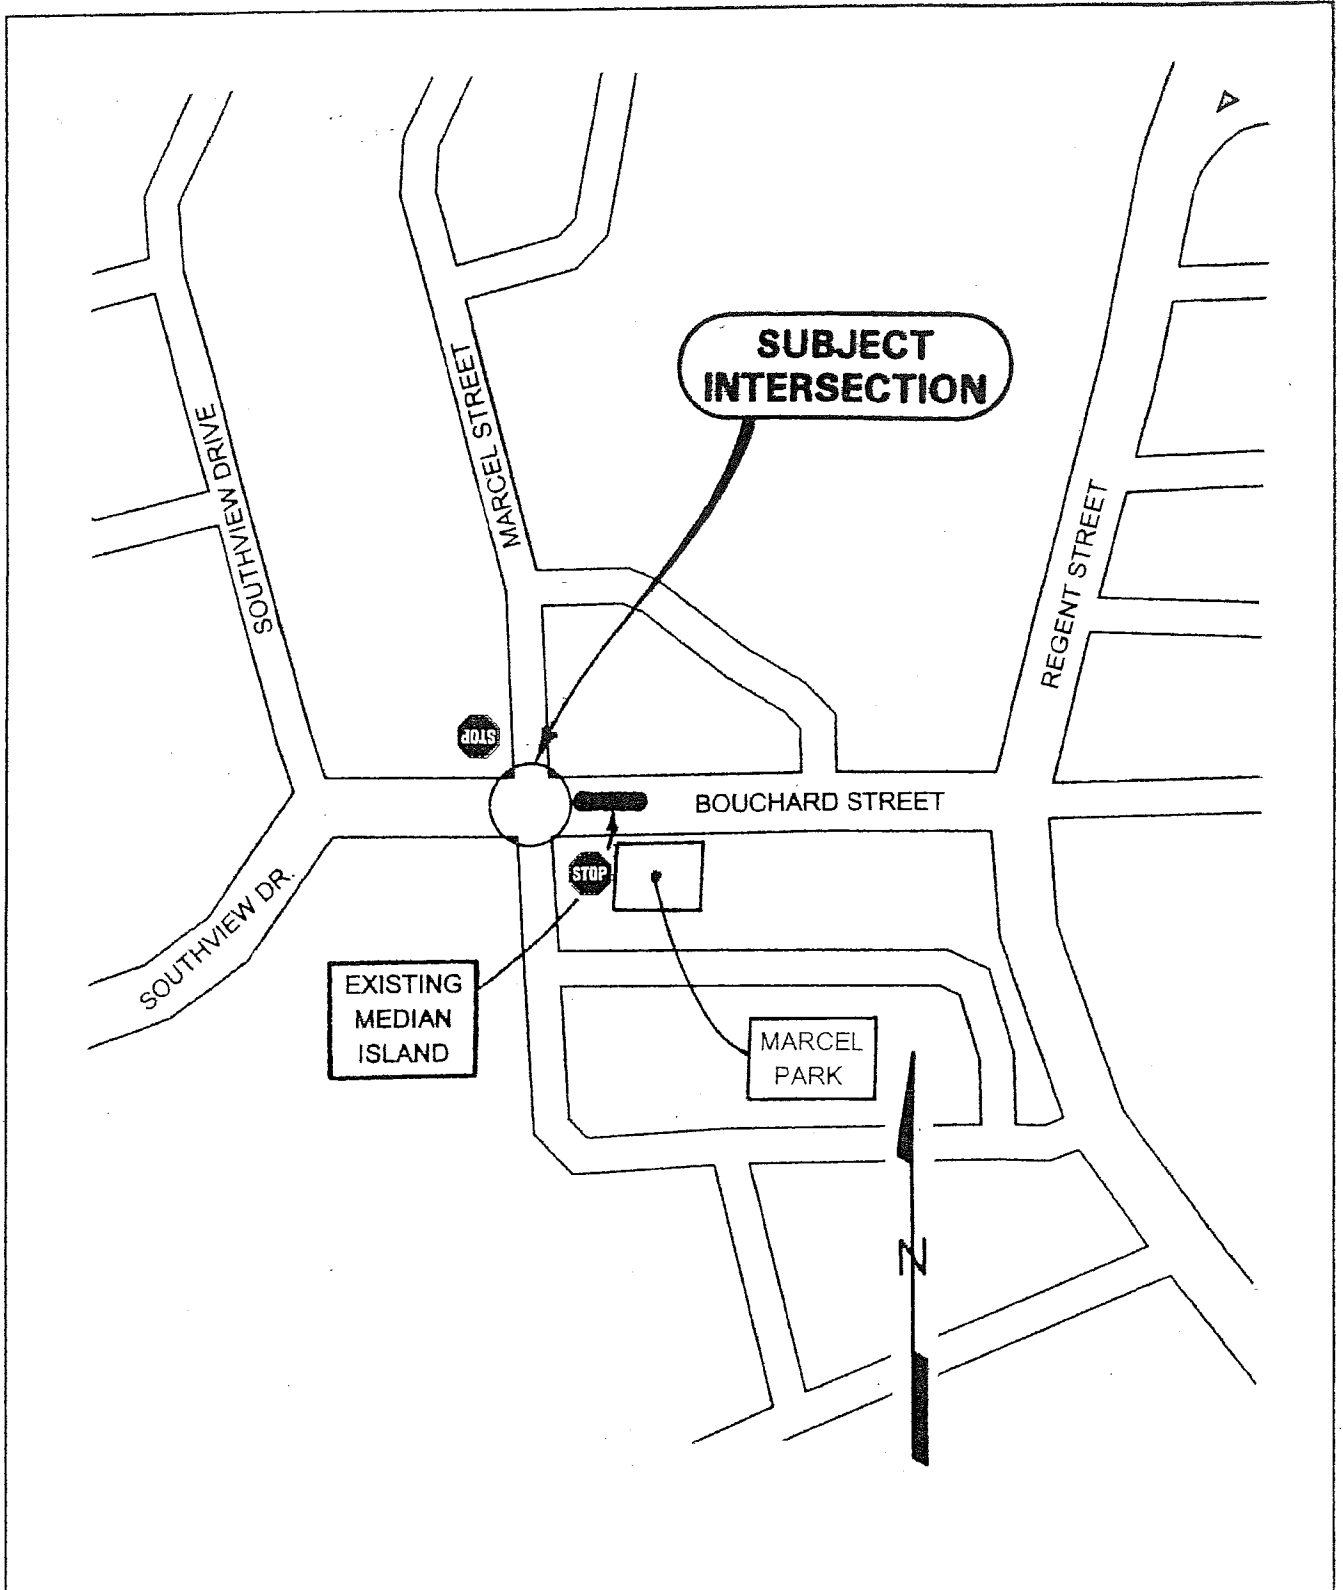 SUBJECT
INTERSECTION
MARCEL STREET
SOUTHVIEW DRIVE
REGENT STREET
STOP
BOUCHARD STREET
STOP
SOUTHVIEW DR.
EXISTING
MEDIAN
ISLAND
MARCEL
PARK
N